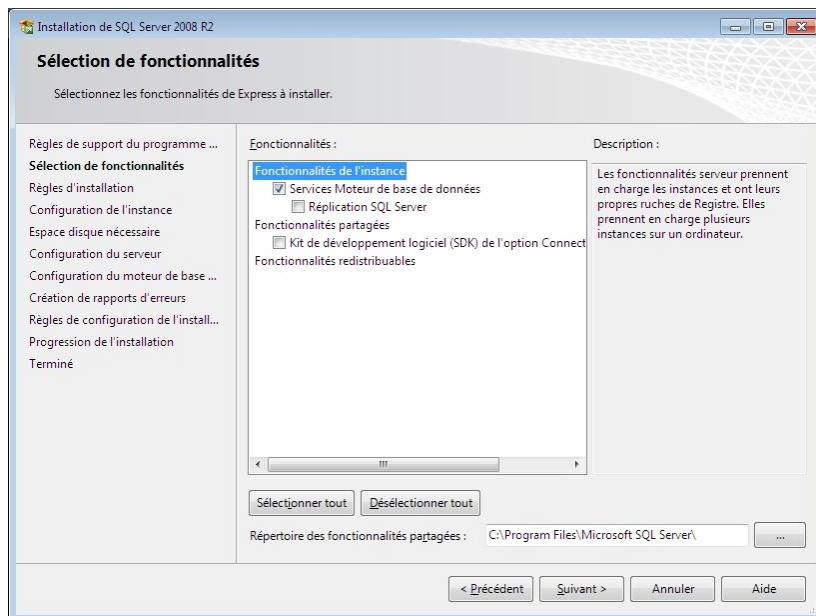 Installation de SQL Server 2008 R2
Sélection de fonctionnalités
Sélectionnez les fonctionnalités de Express à installer.
Règles de support du programme ...
Sélection de fonctionnalités
Règles d'installation
Configuration de l'instance
Espace disque nécessaire
Configuration du serveur
Configuration du moteur de base ...
Création de rapports d'erreurs
Règles de configuration de l'install...
Progression de l'installation
Terminé
Fonctionnalités :
Fonctionnalités de l'instance
Services Moteur de base de données
Réplication SQL Server
Fonctionnalités partagées
Kit de développement logiciel (SDK) de l'option Connect
Fonctionnalités redistribuables
Description :
Les fonctionnalités serveur prennent
en charge les instances et ont leurs
propres ruches de Registre. Elles
prennent en charge plusieurs
instances sur un ordinateur.
Sélectionner tout
Désélectionner tout
Répertoire des fonctionnalités partagées :
C:\Program Files\Microsoft SQL Server\
...
< Précédent
Suivant >
Annuler
Aide